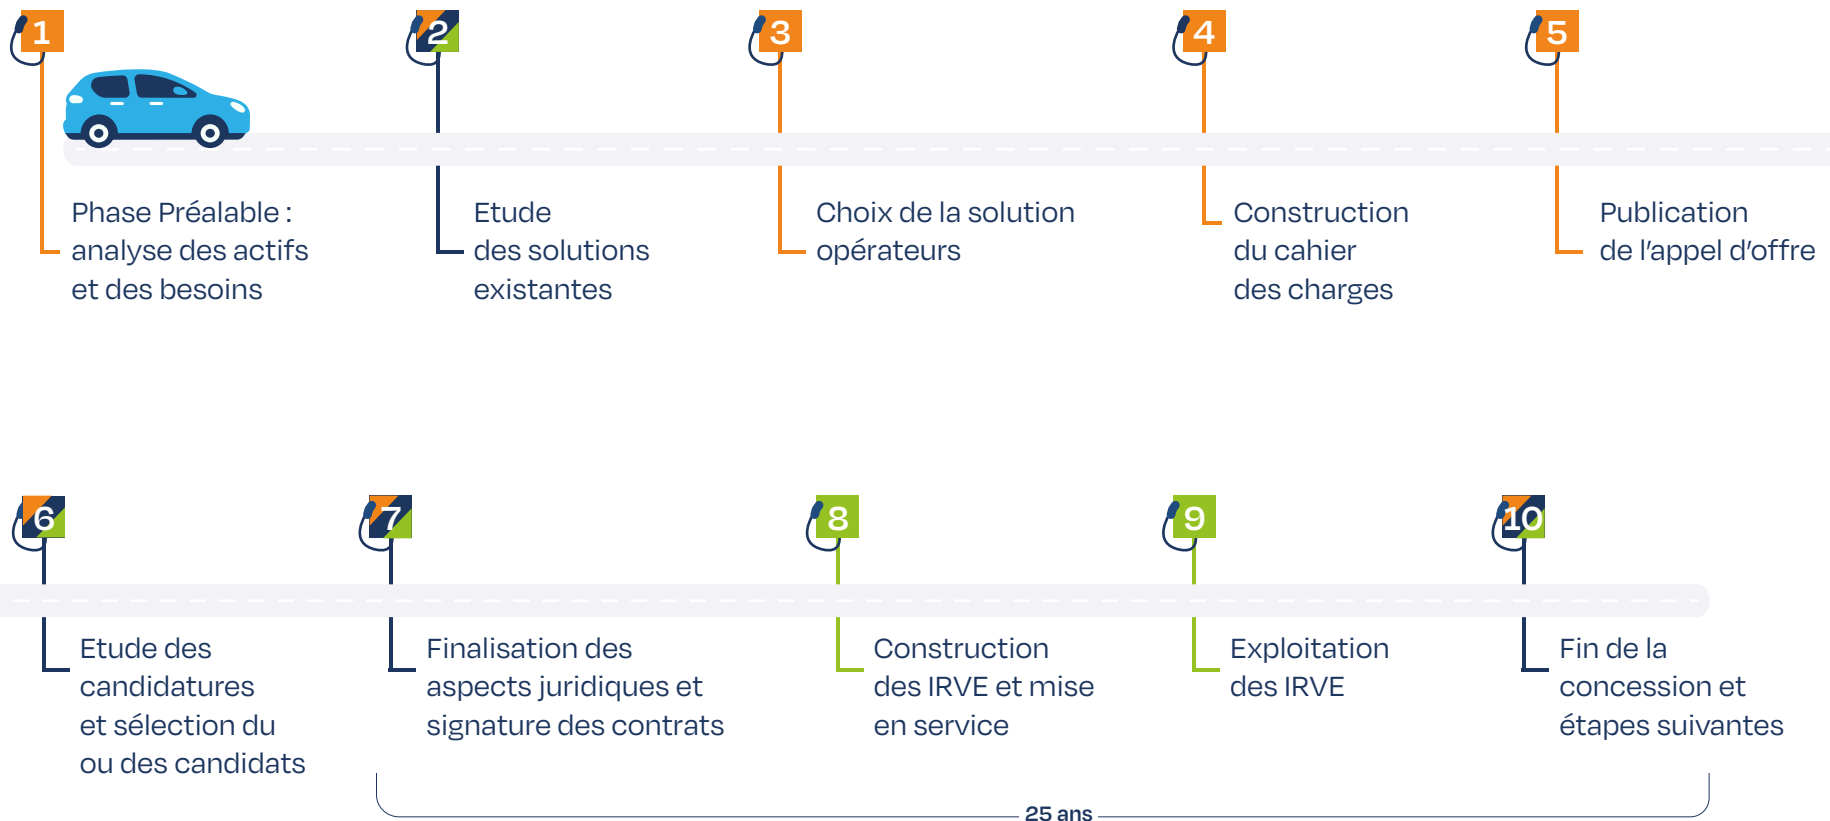 1
2
3
4
5
Phase Préalable :
analyse des actifs
et des besoins
Etude
des solutions
existantes
Choix de la solution
opérateurs
Construction
du cahier
des charges
Publication
de l’appel d’offre
6
7
8
9
10
Etude des
candidatures
et sélection du
ou des candidats
Finalisation des
aspects juridiques et
signature des contrats
Construction
des IRVE et mise
en service
Exploitation
des IRVE
Fin de la
concession et
étapes suivantes
25 ans